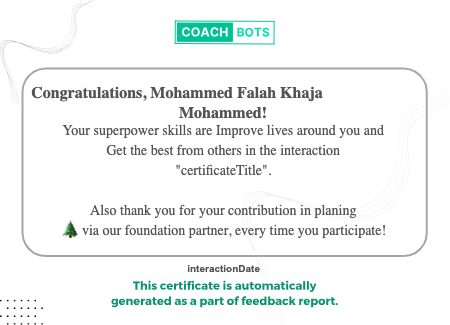 COACH BOTS
Congratulations, Mohammed Falah Khaja
Mohammed!
Your superpower skills are Improve lives around you and
Get the best from others in the interaction
"certificateTitle".
Also thank you for your contribution in planing
🌲 via our foundation partner, every time you participate!
interactionDate
This certificate is automatically
generated as a part of feedback report.